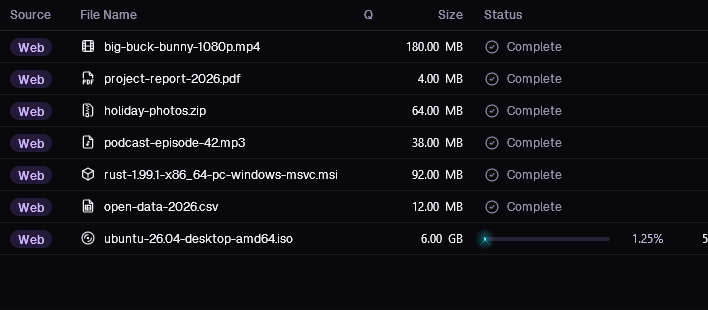 Source File Name Q Size Status
Web big-buck-bunny-1080p.mp4 180.00 MB Complete
Web PDF project-report-2026.pdf 4.00 MB Complete
Web holiday-photos.zip 64.00 MB Complete
Web podcast-episode-42.mp3 38.00 MB Complete
Web rust-1.99.1-x86_64-pc-windows-msvc.msi 92.00 MB Complete
Web open-data-2026.csv 12.00 MB Complete
Web ubuntu-26.04-desktop-amd64.iso 6.00 GB 1.25% 5